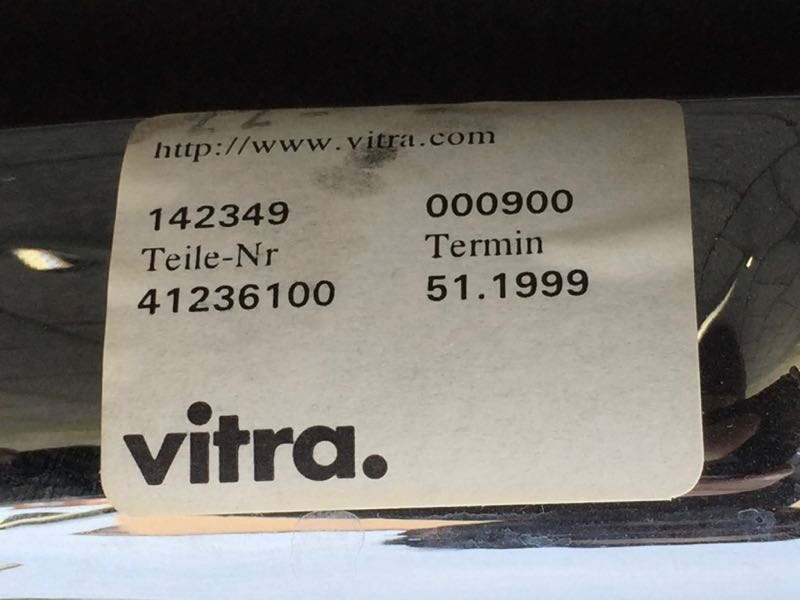 http://www.vitra.com
142349 000900
Teile-Nr Termin
41236100 51.1999
vitra.